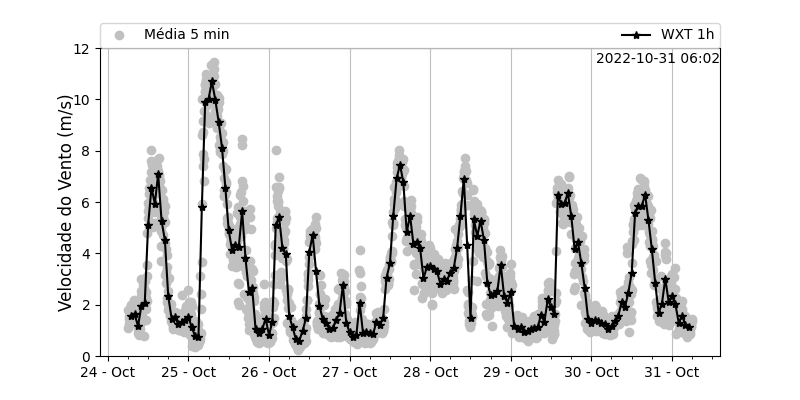 Média 5 min
WXT 1h
2022-10-31 06:02
Velocidade do Vento (m/s)
12
10
8
6
4
2
0
24 - Oct
25 - Oct
26 - Oct
27 - Oct
28 - Oct
29 - Oct
30 - Oct
31 - Oct